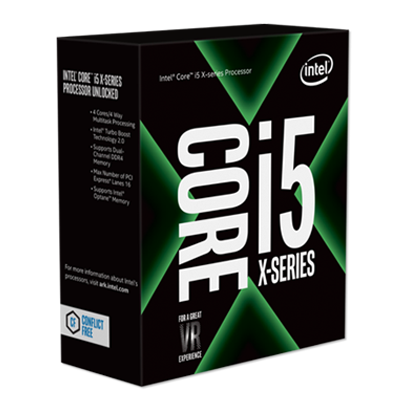 INTEL® CORE™ i5 X-SERIES
PROCESSOR UNLOCKED
• 4 Cores/4 Way
Multitask Processing
• Intel® Turbo Boost
Technology 2.0
• Supports Dual-
Channel DDR4
Memory
• Max Number of PCI
Express® Lanes 16
• Supports Intel®
Optane™ Memory
For more information about Intel's
processors, visit ark.intel.com
CF
CONFLICT
FREE
Intel® Core™ i5 X-series Processor
intel
CORE
i5
X-SERIES
FOR A GREAT
VR
EXPERIENCE